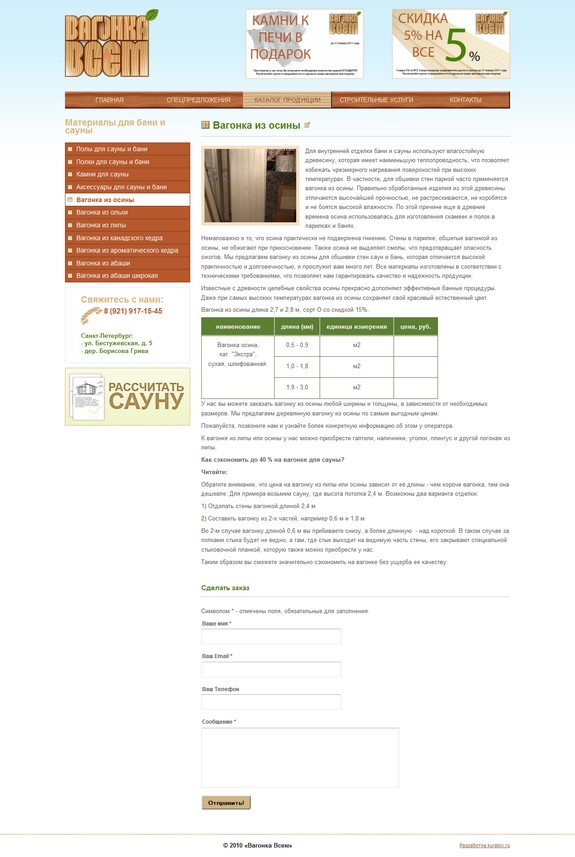 ВАГОНКА
ВСЕМ
КАМНИ К
ПЕЧИ В
ПОДАРОК
ВАГОНКА
ВСЕМ
СКИДКА
5% НА
ВСЕ
5 %
ВАГОНКА
ВСЕМ
ГЛАВНАЯ
СПЕЦПРЕДЛОЖЕНИЯ
КАТАЛОГ ПРОДУКЦИИ
СТРОИТЕЛЬНЫЕ УСЛУГИ
КОНТАКТЫ
Материалы для бани и
сауны
Полы для сауны и бани
Полки для сауны и бани
Камни для сауны
Аксессуары для сауны и бани
Вагонка из осины
Вагонка из ольхи
Вагонка из липы
Вагонка из канадского кедра
Вагонка из ароматического кедра
Вагонка из абаши
Вагонка из абаши широкая
Свяжитесь с нами:
8 (921) 917-15-45
Санкт-Петербург:
- ул. Бестужевская, д. 5
- дер. Борисова Грива
РАССЧИТАТЬ
САУНУ
Вагонка из осины
Для внутренней отделки бани и сауны используют влагостойкую
древесину, которая имеет наименьшую теплопроводность, что позволяет
избежать чрезмерного нагревания поверхностей при высоких
температурах. В частности, для обшивки стен парной часто применяется
вагонка из осины. Правильно обработанные изделия из этой древесины
отличаются высочайшей прочностью, не растрескиваются, не коробятся
и не боятся высокой влажности. По этой причине еще в древние
времена осина использовалась для изготовления скамеек и полок в
парилках и банях.
Немаловажно и то, что осина практически не подвержена гниению. Стены в парилке, обшитые вагонкой из
осины, не обжигают при прикосновении. Также осина не выделяет смолы, что предотвращает опасность
ожогов. Мы предлагаем вагонку из осины для обшивки стен саун и бань, которая отличается высокой
практичностью и долговечностью, и прослужит вам много лет. Все материалы изготовлены в соответствии с
техническими требованиями, что позволяет нам гарантировать качество и надежность продукции.
Известные с древности целебные свойства осины прекрасно дополняют эффективные банные процедуры.
Даже при самых высоких температурах вагонка из осины сохраняет свой красивый естественный цвет.
Вагонка из осины длина 2,7 и 2,8 м, сорт О со скидкой 15%.
наименование длина (мм) единица измерения цена, руб.
Вагонка осина,
кат. "Экстра",
сухая, шлифованная.
0,5 - 0,9 м2
1,0 - 1,8 м2
1,9 - 3,0 м2
У нас вы можете заказать вагонку из осины любой ширины и толщины, в зависимости от необходимых
размеров. Мы предлагаем деревянную вагонку из осины по самым выгодным ценам.
Пожалуйста, позвоните нам и узнайте более конкретную информацию об этом у оператора.
К вагонке из липы или осины у нас можно приобрести галтели, наличники, уголки, плинтус и другой погонаж из
липы.
Как сэкономить до 40 % на вагонке для сауны?
Читайте:
Обратите внимание, что цена на вагонку из липы или осины зависит от её длины - чем короче вагонка, тем она
дешевле. Для примера возьмем сауну, где высота потолка 2,4 м. Возможны два варианта отделки:
1) Отделать стены вагонкой длиной 2,4 м
2) Составить вагонку из 2-х частей, например 0,6 м и 1,8 м
Во 2-м случае вагонку длиной 0,6 м вы прибиваете снизу, а более длинную - над короткой. В таком случае за
полками стыка будет не видно, а там, где стык выходит на видимую часть стены, его закрывают специальной
стыковочной планкой, которую также можно приобрести у нас.
Таким образом вы сможете значительно сэкономить на вагонке без ущерба ее качеству.
Сделать заказ
Символом * - отмечены поля, обязательные для заполнения.
Ваше имя *
Ваш Email *
Ваш Телефон
Сообщение *
Отправить!
© 2010 «Вагонка Всем»
Разработка kuratov.ru